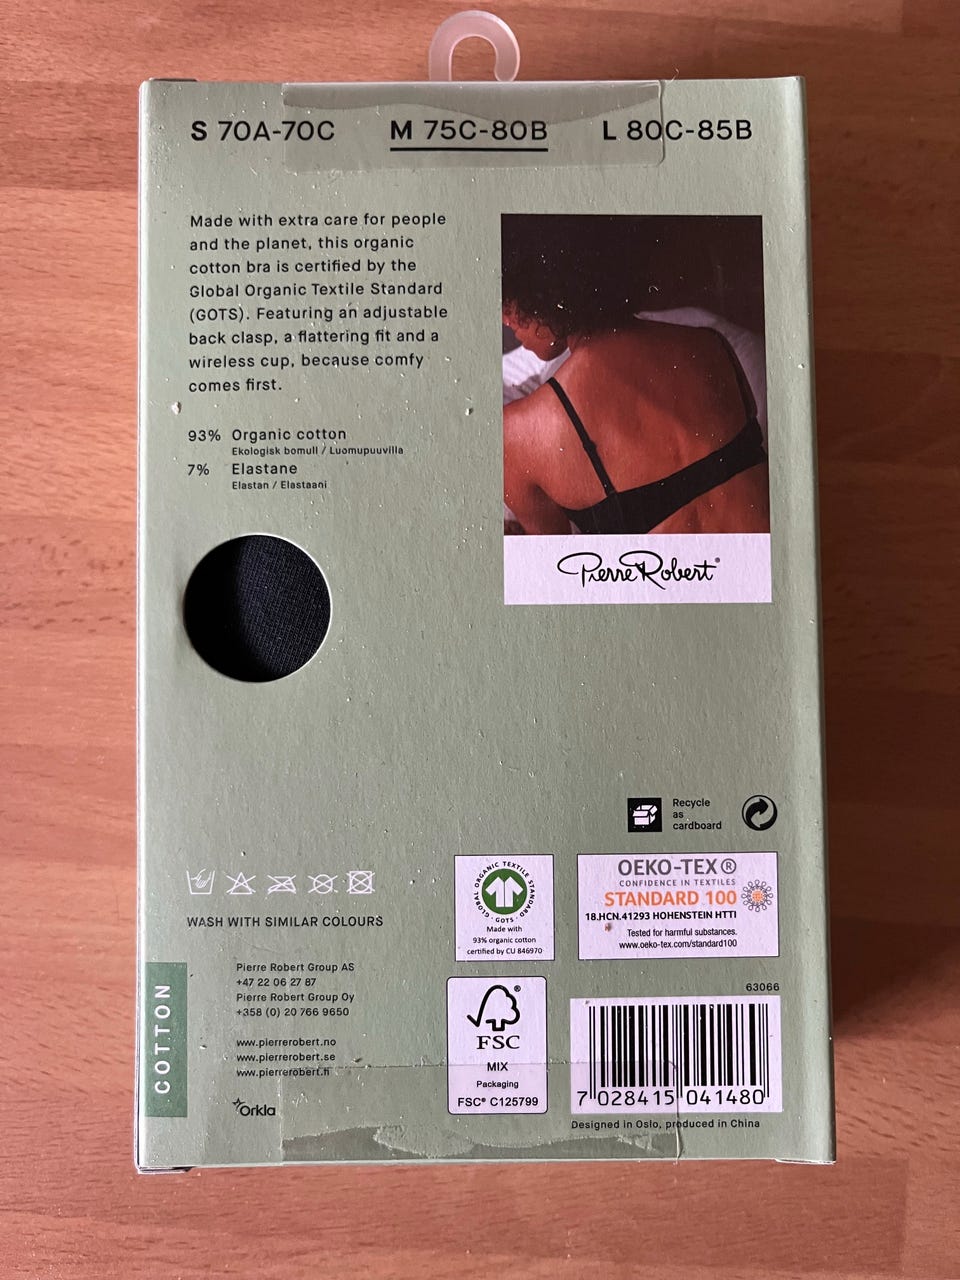 S 70A-70C M 75C-80B L 80C-85B
Made with extra care for people
and the planet, this organic
cotton bra is certified by the
Global Organic Textile Standard
(GOTS). Featuring an adjustable
back clasp, a flattering fit and a
wireless cup, because comfy
comes first.
93% Organic cotton
Ekologisk bomull / Luomupuuvilla
7% Elastane
Elastan / Elastaani
Pierre Robert®
Recycle
as
cardboard
WASH WITH SIMILAR COLOURS
GLOBAL ORGANIC TEXTILE STANDARD
· GOTS ·
Made with
93% organic cotton
certified by CU 846970
OEKO-TEX®
CONFIDENCE IN TEXTILES
STANDARD 100
18.HCN.41293 HOHENSTEIN HTTI
Tested for harmful substances.
www.oeko-tex.com/standard100
COTTON
Pierre Robert Group AS
+47 22 06 27 87
Pierre Robert Group Oy
+358 (0) 20 766 9650
www.pierrerobert.no
www.pierrerobert.se
www.pierrerobert.fi
Orkla
®
FSC
MIX
Packaging
FSC® C125799
63066
7 028415 041480
Designed in Oslo, produced in China